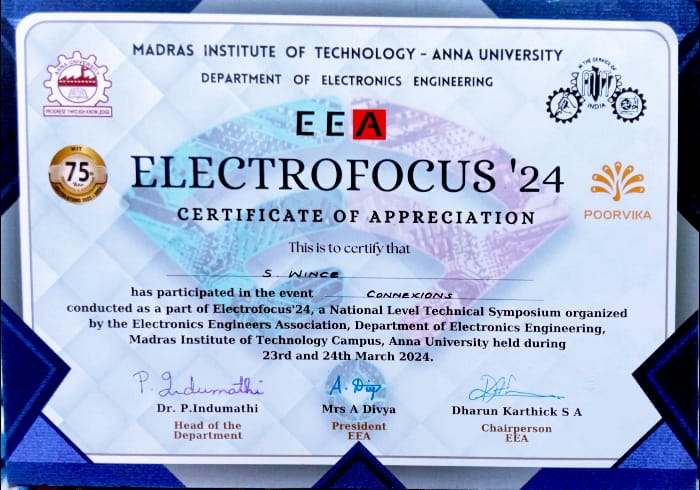 MADRAS INSTITUTE OF TECHNOLOGY - ANNA UNIVERSITY
DEPARTMENT OF ELECTRONICS ENGINEERING
ANNA UNIVERSITY
PROGRESS THROUGH KNOWLEDGE
IN THE SERVICE OF
INDIA
EEA
MIT
75
ELECTROFOCUS '24
POORVIKA
CERTIFICATE OF APPRECIATION
This is to certify that
S. WINCE
has participated in the event CONNEXIONS
conducted as a part of Electrofocus'24, a National Level Technical Symposium organized
by the Electronics Engineers Association, Department of Electronics Engineering,
Madras Institute of Technology Campus, Anna University held during
23rd and 24th March 2024.
P. Indumathi
Dr. P.Indumathi Mrs A Divya Dharun Karthick S A
Head of the President Chairperson
Department EEA EEA